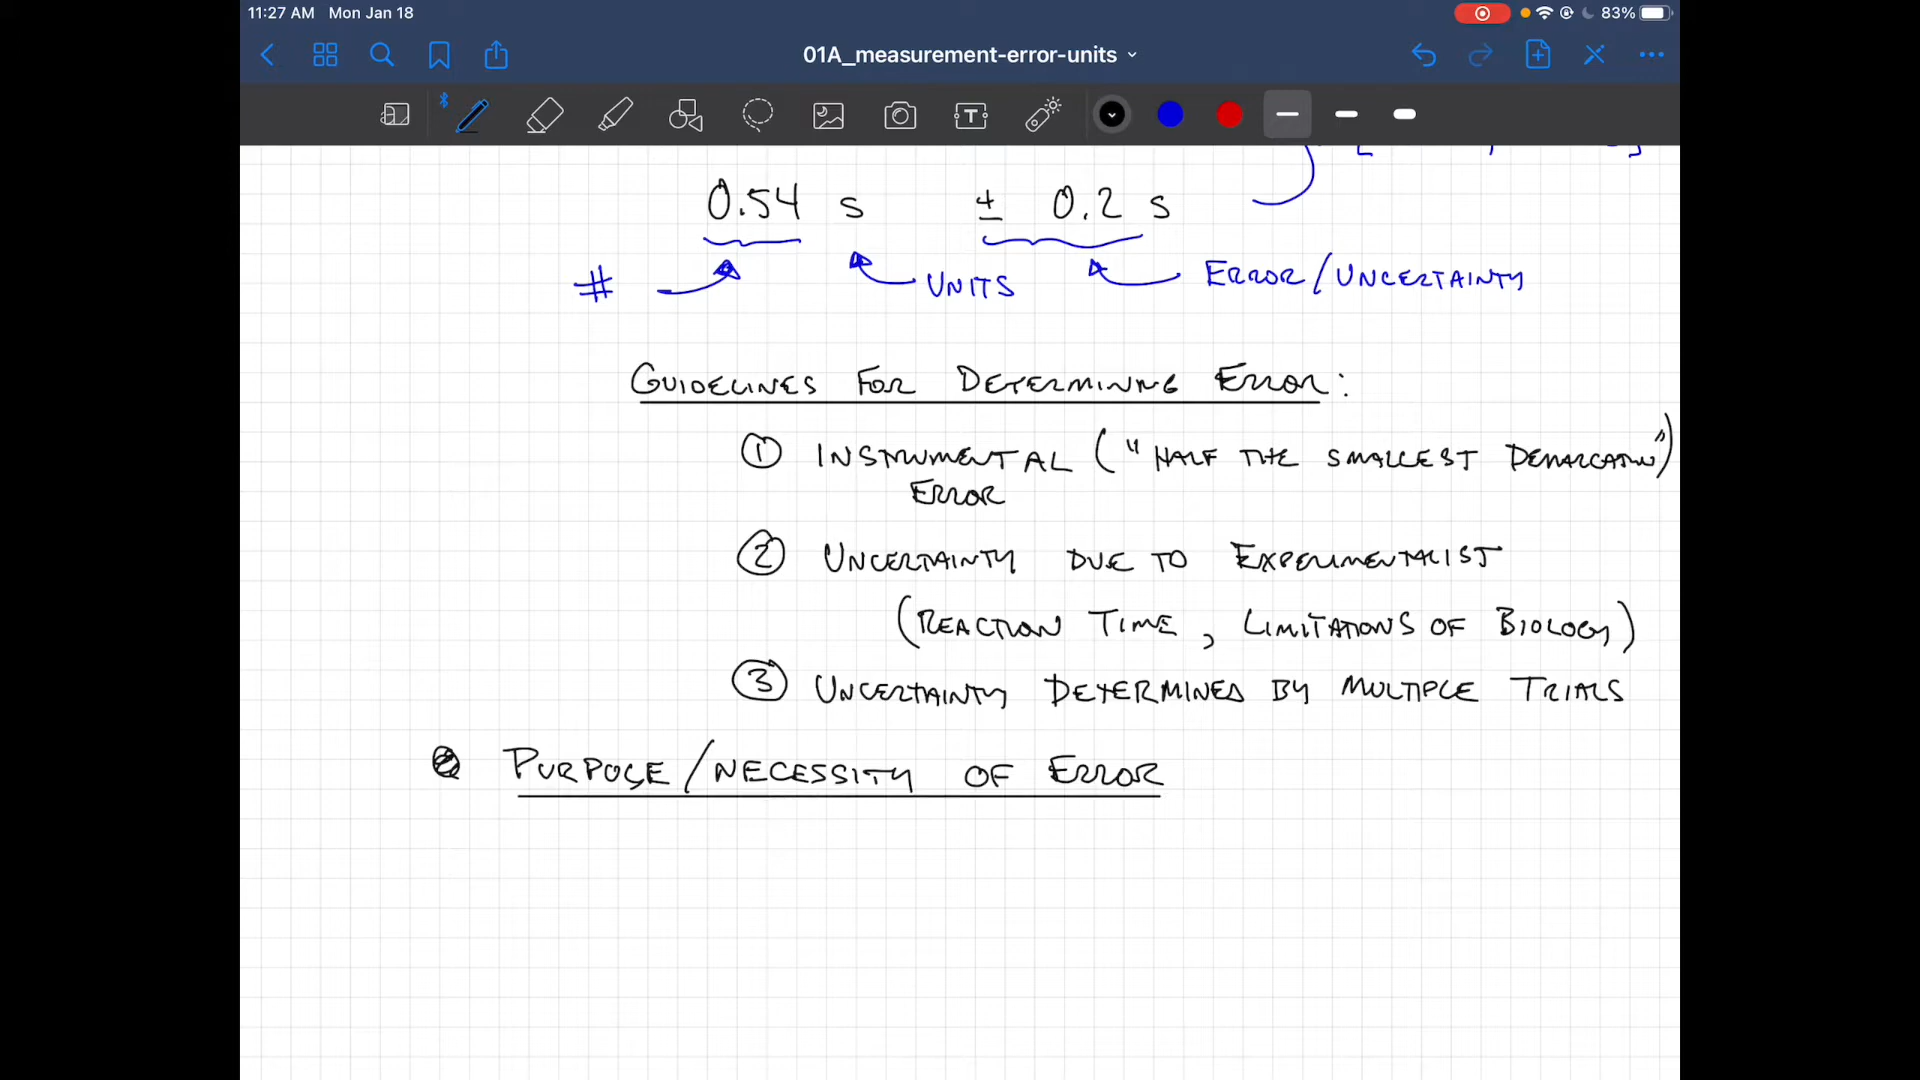 11:27 AM Mon Jan 18
83%
01A_measurement-error-units
T
0.54 s ± 0.2 s
# UNITS ERROR/UNCERTAINTY
GUIDELINES FOR DETERMINING ERROR:
① INSTRUMENTAL ("HALF THE SMALLEST DEMARCATION")
ERROR
② UNCERTAINTY DUE TO EXPERIMENTALIST
(REACTION TIME, LIMITATIONS OF BIOLOGY)
③ UNCERTAINTY DETERMINED BY MULTIPLE TRIALS
PURPOSE/NECESSITY OF ERROR